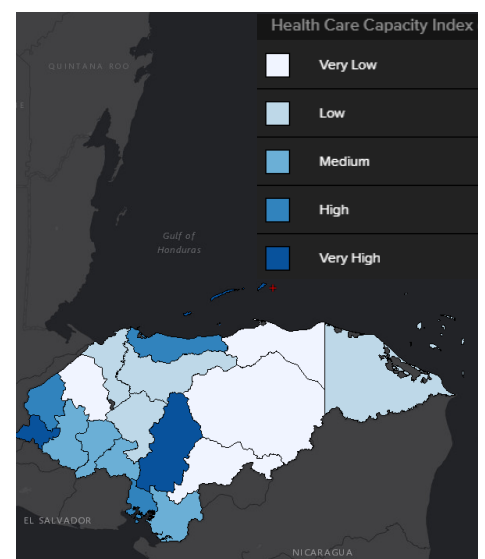 Health Care Capacity Index
Very Low
Low
Medium
High
Very High
QUINTANA ROO
Gulf of
Honduras
EL SALVADOR
NICARAGUA